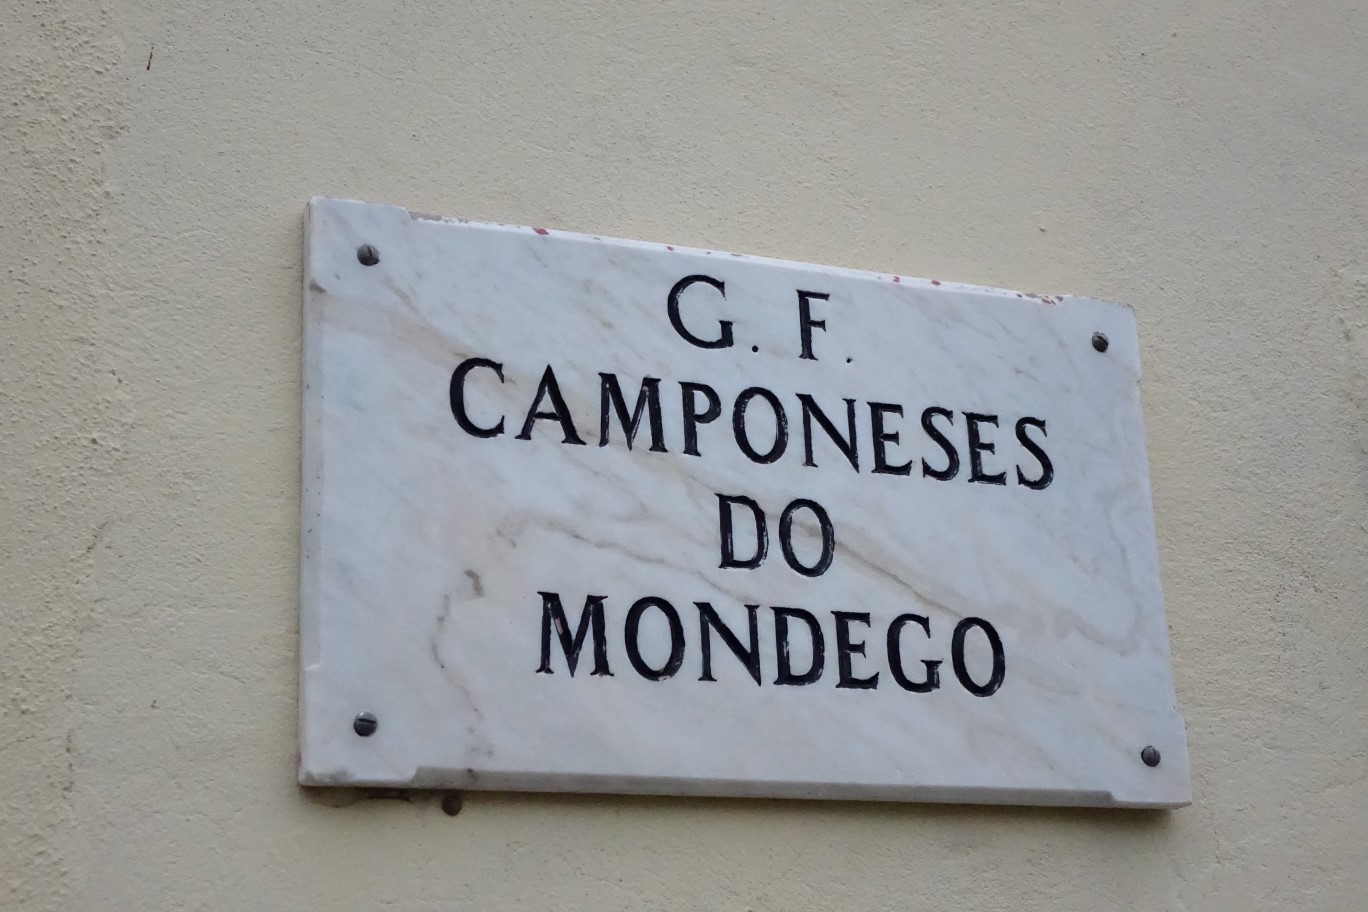 G. F.
CAMPONESES
DO
MONDEGO